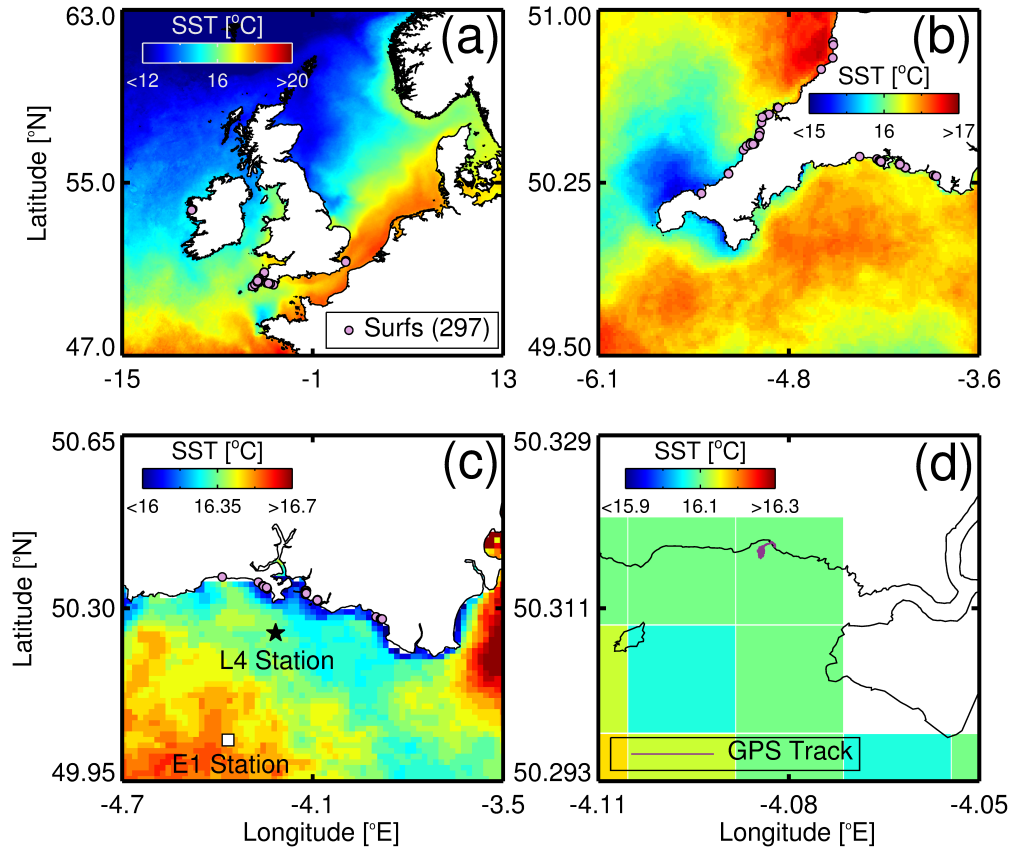 63.0
SST [°C]
(a)
<12 16 >20
Latitude [°N]
55.0
Surfs (297)
47.0
-15 -1 13
51.00
(b)
SST [°C]
<15 16 >17
50.25
49.50
-6.1 -4.8 -3.6
50.65
SST [°C]
(c)
<16 16.35 >16.7
Latitude [°N]
50.30
L4 Station
E1 Station
49.95
-4.7 -4.1 -3.5
Longitude [°E]
50.329
SST [°C]
(d)
<15.9 16.1 >16.3
50.311
GPS Track
50.293
-4.11 -4.08 -4.05
Longitude [°E]